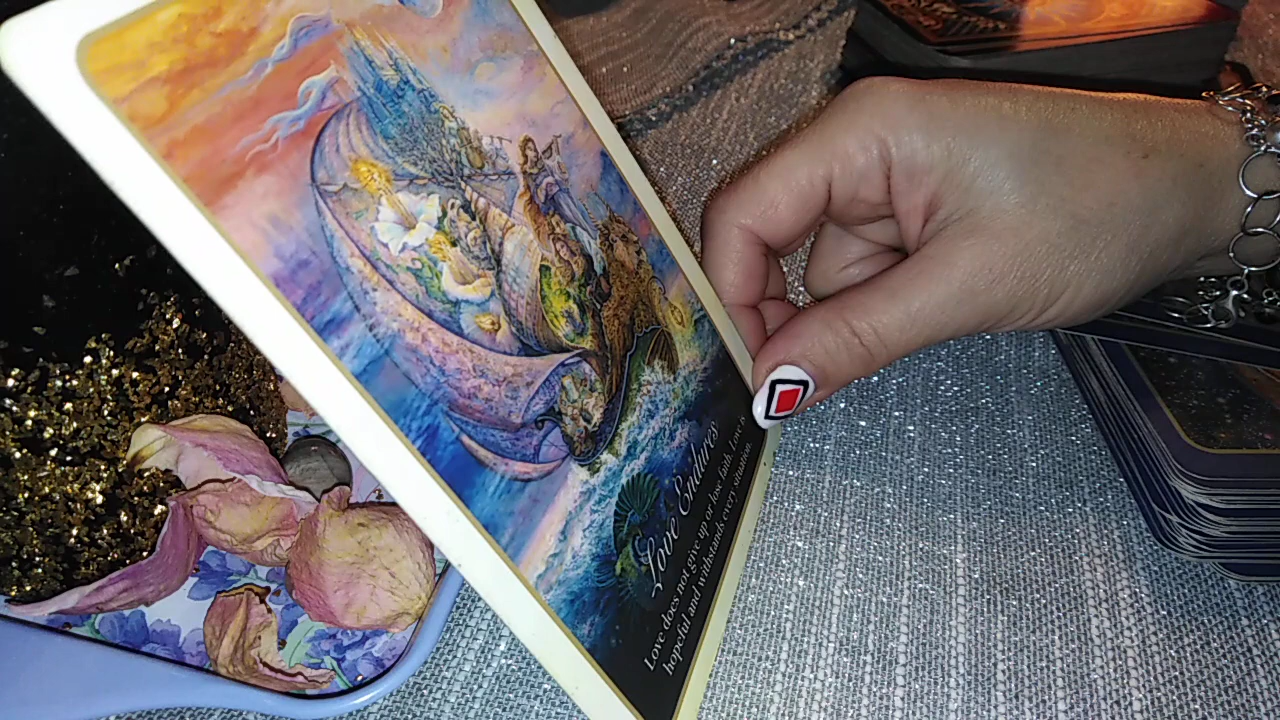 Love Endures
Love does not give up or lose faith. Love is
hopeful and withstands every situation.